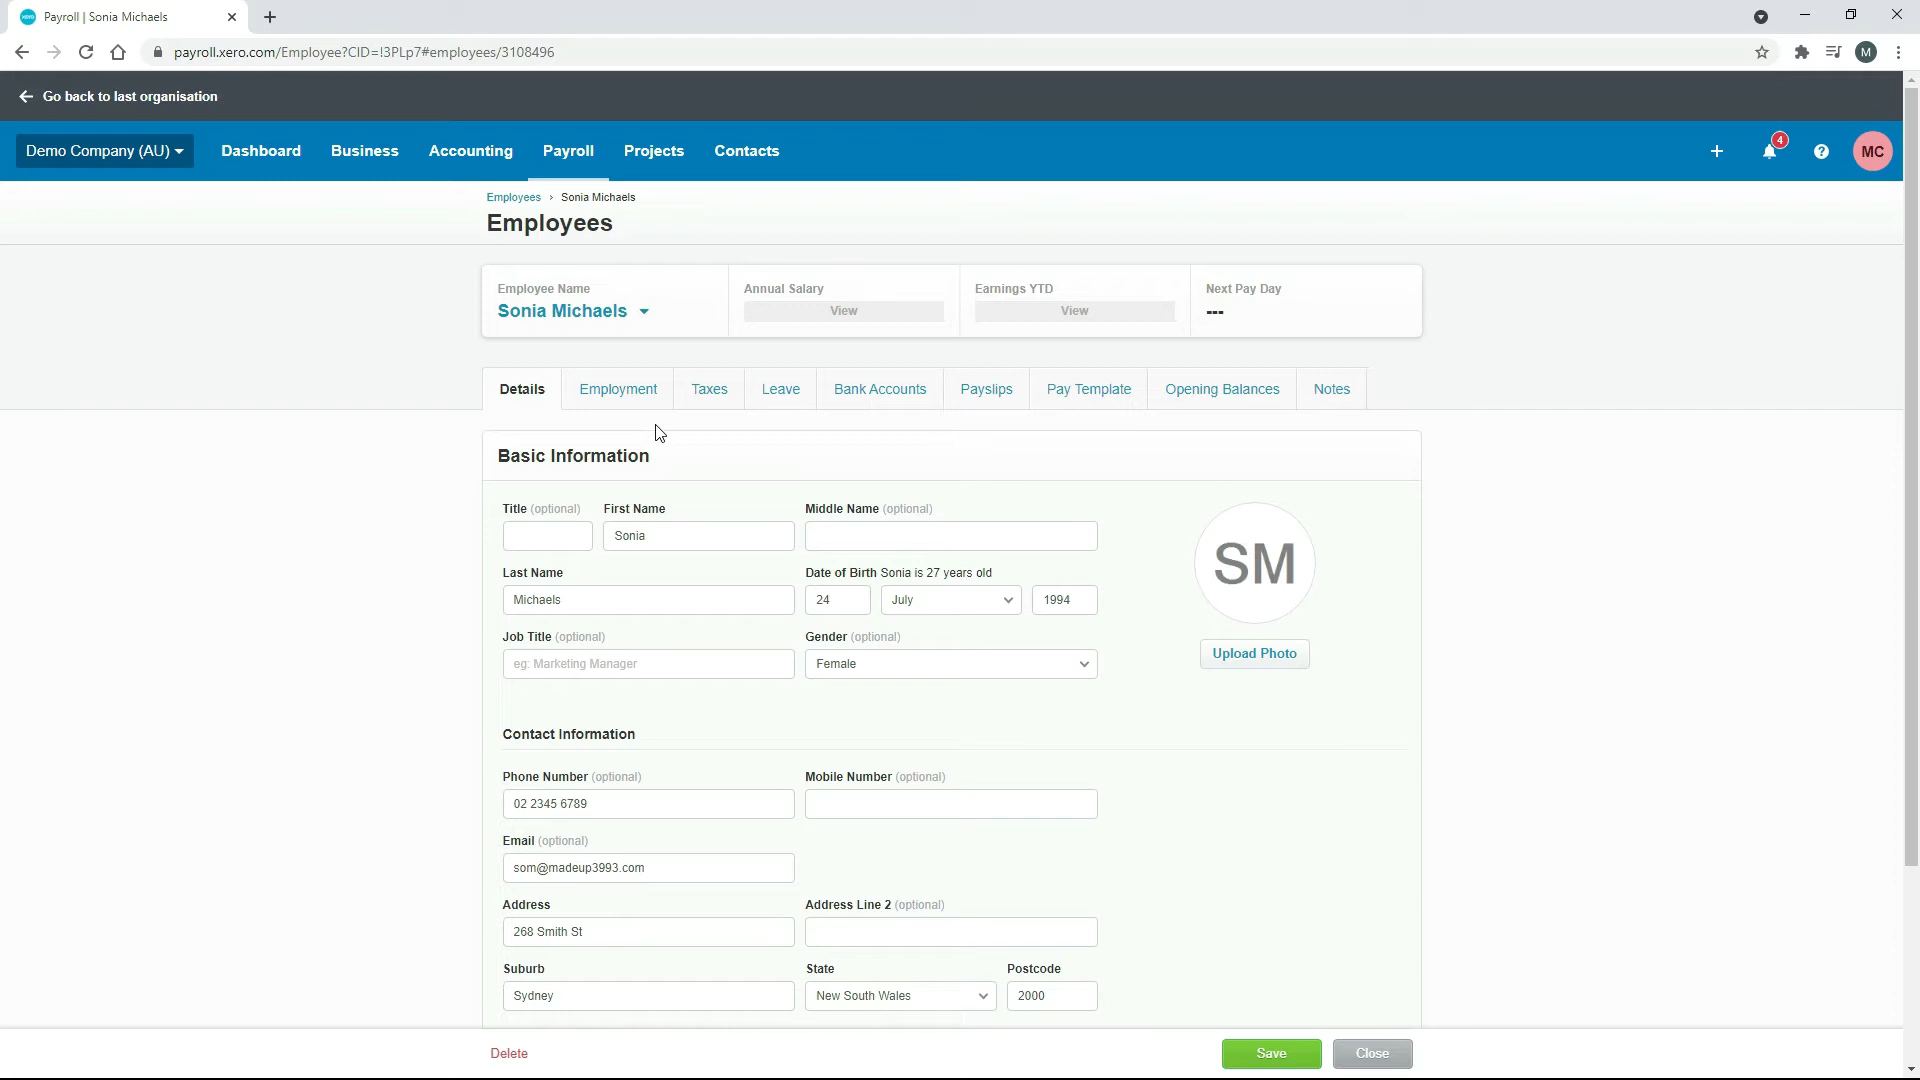 Payroll | Sonia Michaels
payroll.xero.com/Employee?CID=!3PLp7#employees/3108496
M
Go back to last organisation
Demo Company (AU)
Dashboard
Business
Accounting
Payroll
Projects
Contacts
+
4
?
MC
Employees › Sonia Michaels
Employees
Employee Name
Sonia Michaels
Annual Salary
View
Earnings YTD
View
Next Pay Day
---
Details
Employment
Taxes
Leave
Bank Accounts
Payslips
Pay Template
Opening Balances
Notes
Basic Information
Title (optional)
First Name
Sonia
Middle Name (optional)
SM
Last Name
Michaels
Date of Birth Sonia is 27 years old
24
July
1994
Job Title (optional)
eg: Marketing Manager
Gender (optional)
Female
Upload Photo
Contact Information
Phone Number (optional)
02 2345 6789
Mobile Number (optional)
Email (optional)
som@madeup3993.com
Address
268 Smith St
Address Line 2 (optional)
Suburb
Sydney
State
New South Wales
Postcode
2000
Delete
Save
Close